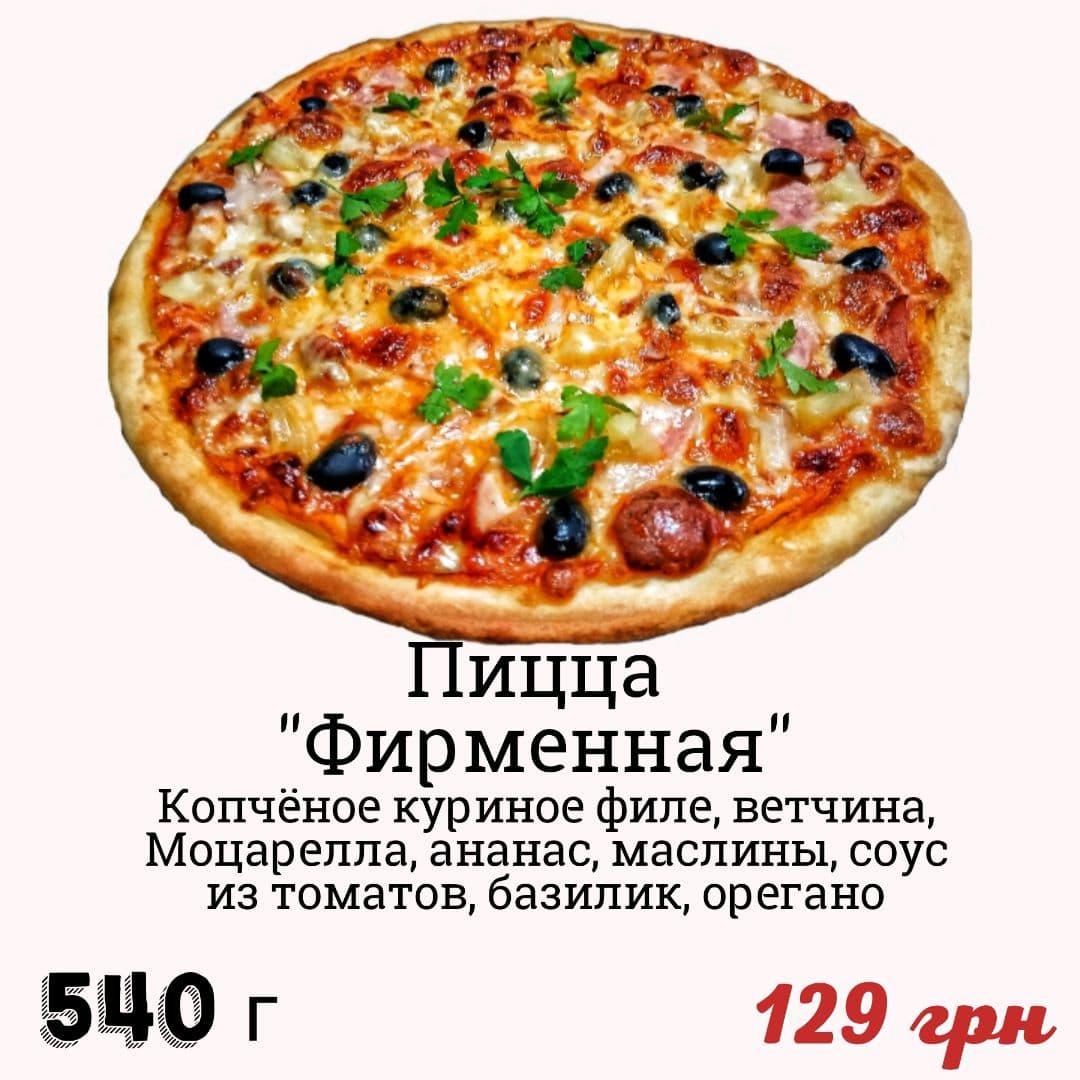 Пицца
"Фирменная"
Копчёное куриное филе, ветчина,
Моцарелла, ананас, маслины, соус
из томатов, базилик, орегано
540 г
129 грн